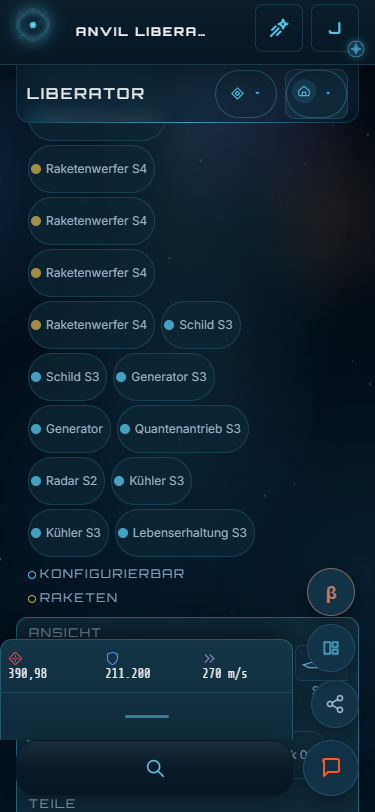 ANVIL LIBERA…
LIBERATOR
Raketenwerfer S4
Raketenwerfer S4
Raketenwerfer S4
Raketenwerfer S4 Schild S3
Schild S3 Generator S3
Generator Quantenantrieb S3
Radar S2 Kühler S3
Kühler S3 Lebenserhaltung S3
KONFIGURIERBAR
RAKETEN
β
ANSICHT
390,98 211.200 270 m/s
TEILE